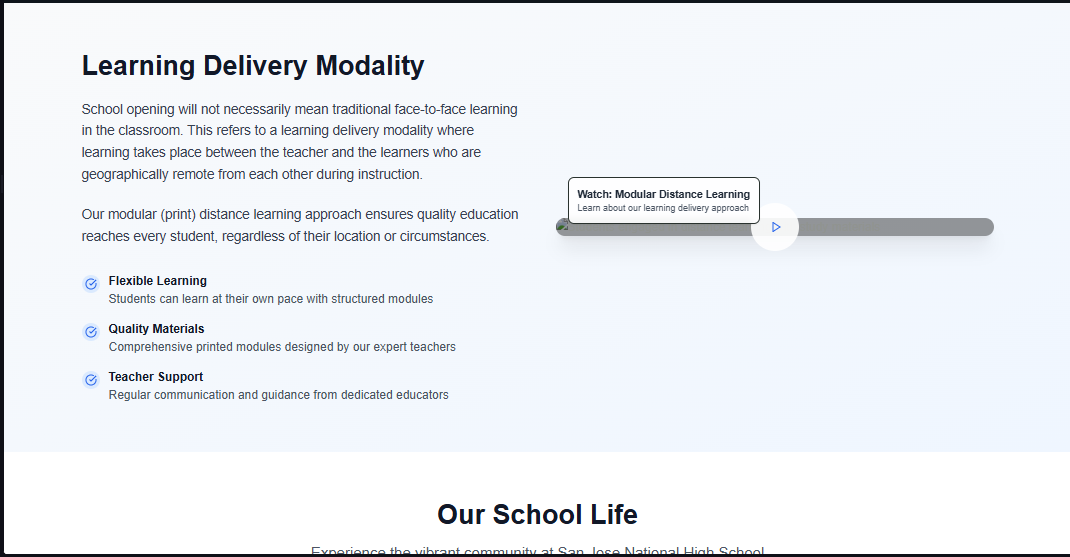 Learning Delivery Modality
School opening will not necessarily mean traditional face-to-face learning
in the classroom. This refers to a learning delivery modality where
learning takes place between the teacher and the learners who are
geographically remote from each other during instruction.
Our modular (print) distance learning approach ensures quality education
reaches every student, regardless of their location or circumstances.
Flexible Learning
Students can learn at their own pace with structured modules
Quality Materials
Comprehensive printed modules designed by our expert teachers
Teacher Support
Regular communication and guidance from dedicated educators
Watch: Modular Distance Learning
Learn about our learning delivery approach
Our School Life
Experience the vibrant community at San Jose National High School